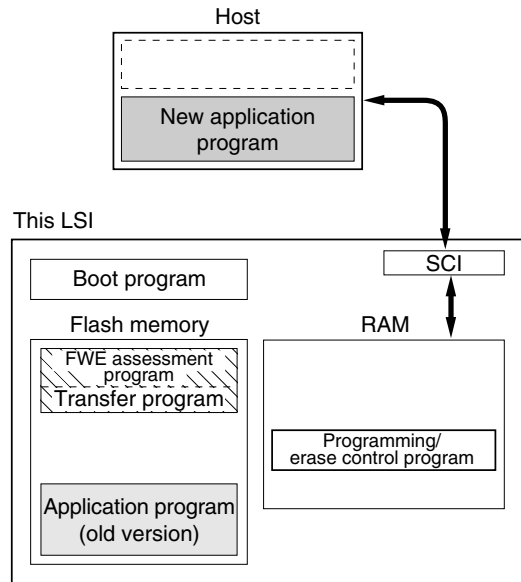 Host
New application
program
This LSI
SCI
Boot program
Flash memory
RAM
FWE assessment
program
Transfer program
Programming/
erase control program
Application program
(old version)